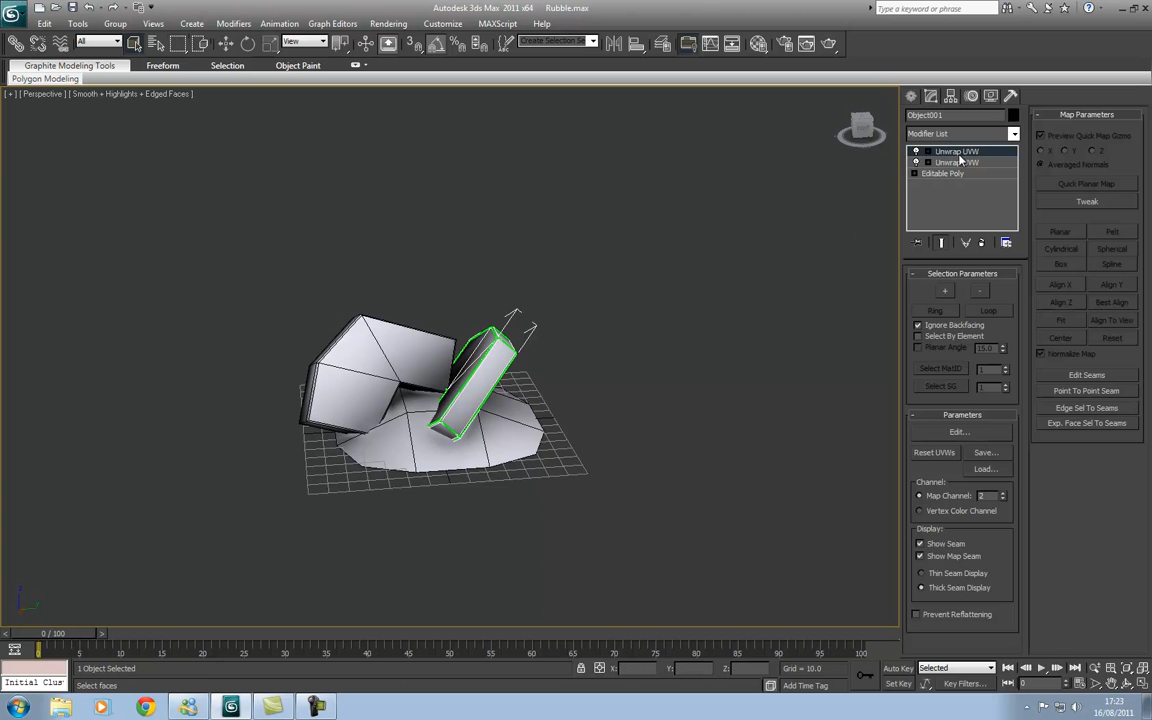 Autodesk 3ds Max 2011 x64 Rubble.max
Type a keyword or phrase
Edit Tools Group Views Create Modifiers Animation Graph Editors Rendering Customize MAXScript Help
All View Create Selection Se
Graphite Modeling Tools Freeform Selection Object Paint
Polygon Modeling
[ + ] [ Perspective ] [ Smooth + Highlights + Edged Faces ]
Object001
Modifier List
Unwrap UVW
Unwrap UVW
Editable Poly
Selection Parameters
+ -
Ring Loop
Ignore Backfacing
Select By Element
Planar Angle 15.0
Select MatID 1
Select SG 1
Parameters
Edit...
Reset UVWs Save...
Load...
Channel:
Map Channel: 2
Vertex Color Channel
Display:
Show Seam
Show Map Seam
Thin Seam Display
Thick Seam Display
Prevent Reflattening
Map Parameters
Preview Quick Map Gizmo
X Y Z
Averaged Normals
Quick Planar Map
Tweak
Planar Pelt
Cylindrical Spherical
Box Spline
Align X Align Y
Align Z Best Align
Fit Align To View
Center Reset
Normalize Map
Edit Seams
Point To Point Seam
Edge Sel To Seams
Exp. Face Sel To Seams
0 / 100
0 5 10 15 20 25 30 35 40 45 50 55 60 65 70 75 80 85 90 95 100
1 Object Selected X: Y: Z: Grid = 10.0 Auto Key Selected
Initial Clus Select faces Add Time Tag Set Key Key Filters... 0
17:23
16/08/2011